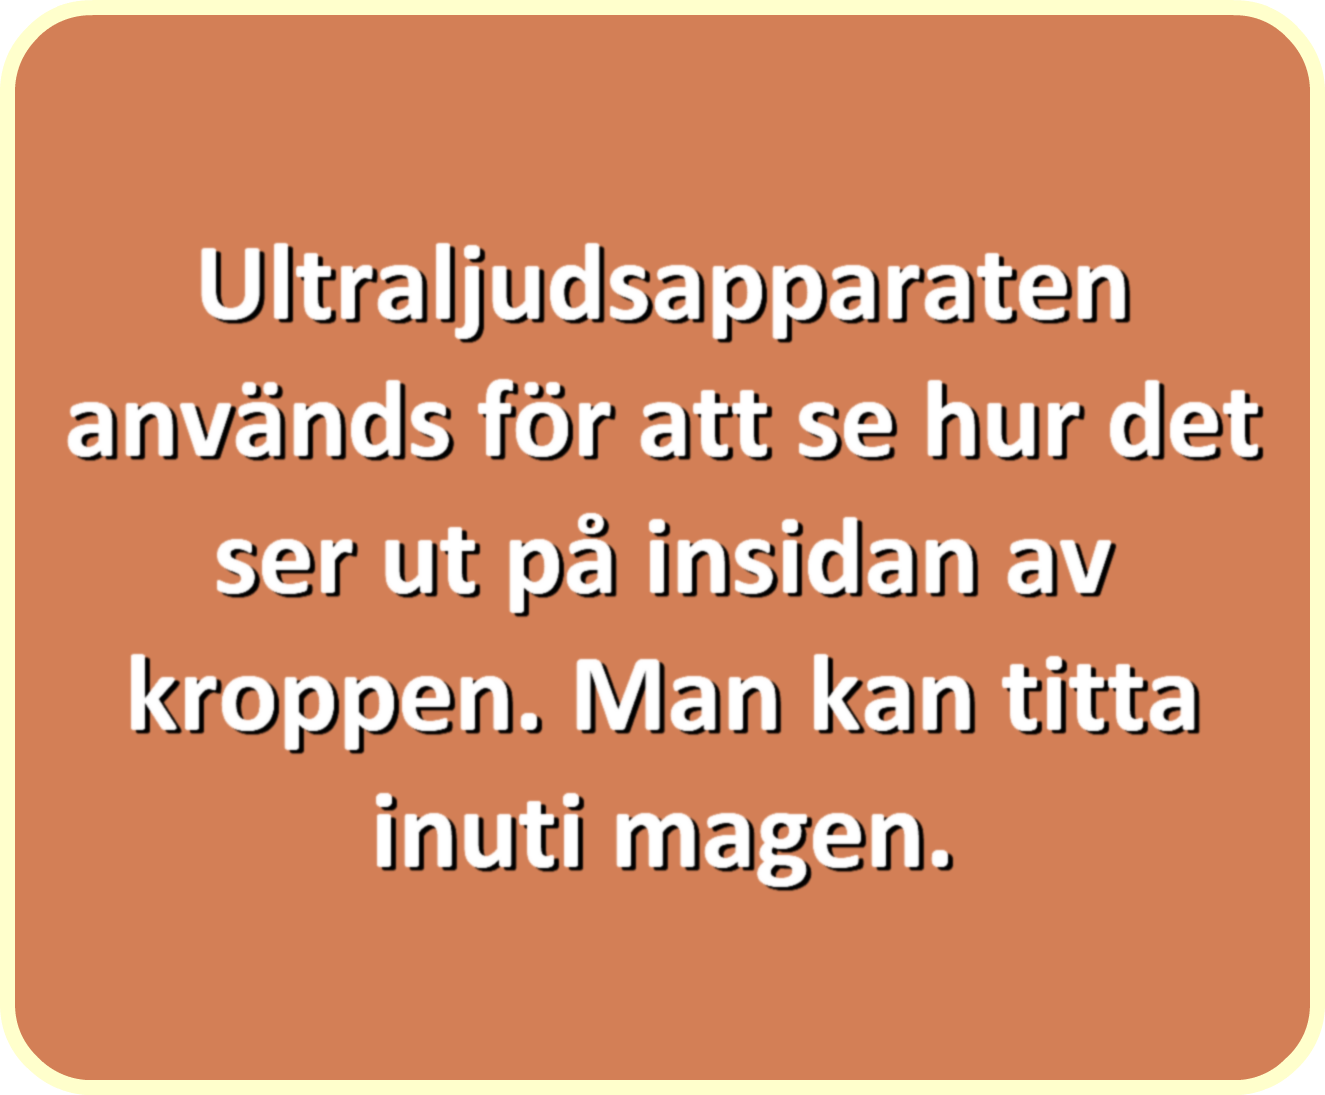 Ultraljudsapparaten
används för att se hur det
ser ut på insidan av
kroppen. Man kan titta
inuti magen.